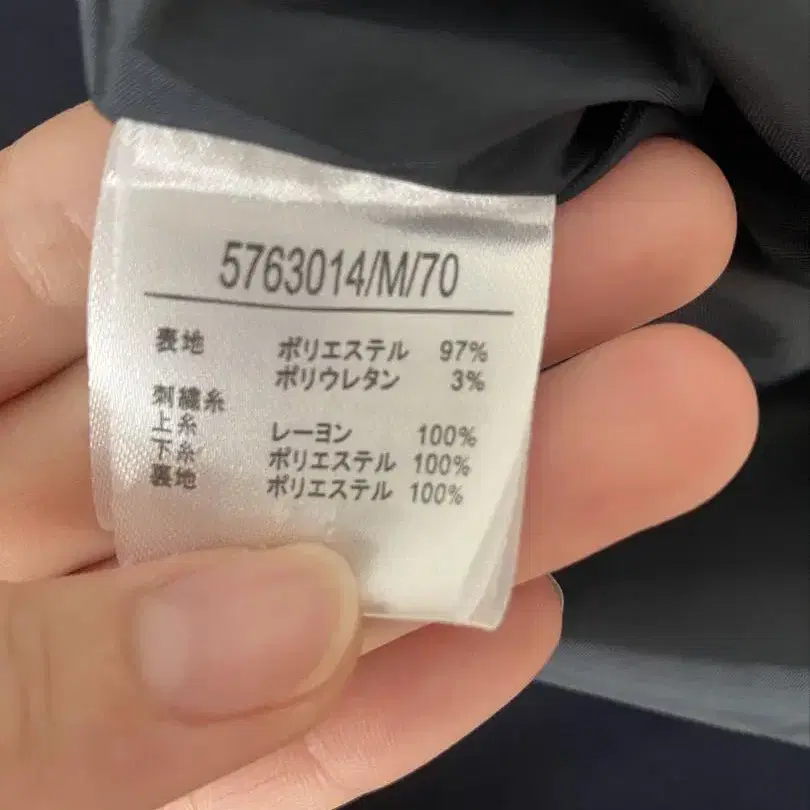 5763014/M/70
表地 ポリエステル 97%
ポリウレタン 3%
刺繍糸
上糸 レーヨン 100%
下糸 ポリエステル 100%
裏地 ポリエステル 100%